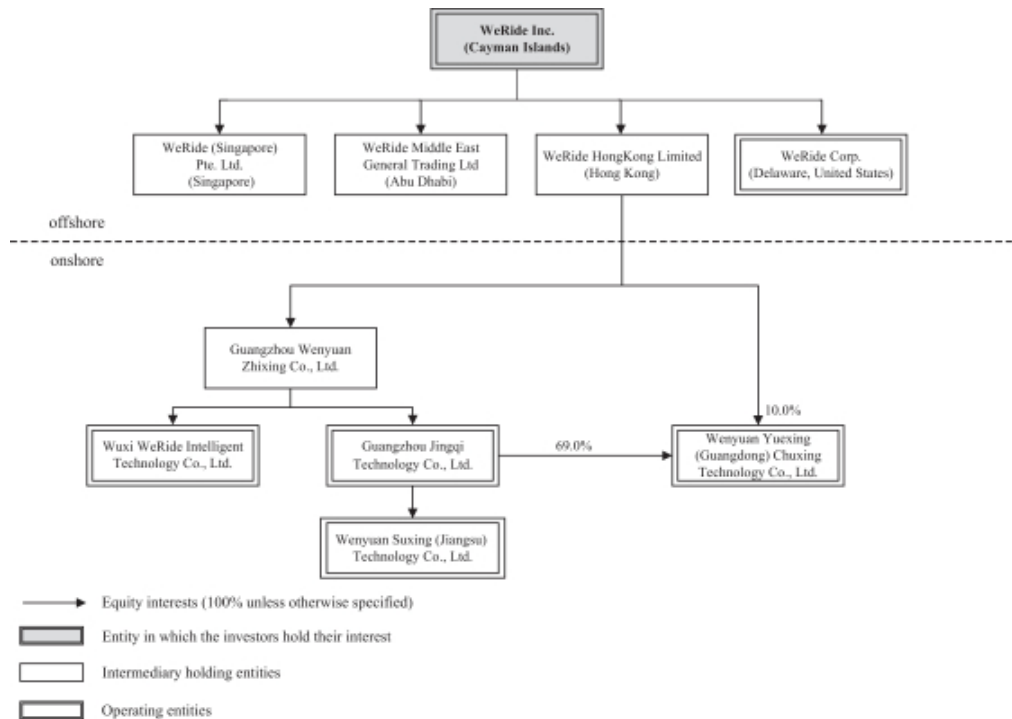 WeRide Inc.
(Cayman Islands)
WeRide (Singapore)
Pte. Ltd.
(Singapore)
WeRide Middle East
General Trading Ltd
(Abu Dhabi)
WeRide HongKong Limited
(Hong Kong)
WeRide Corp.
(Delaware, United States)
offshore
onshore
Guangzhou Wenyuan
Zhixing Co., Ltd.
10.0%
Wuxi WeRide Intelligent
Technology Co., Ltd.
Guangzhou Jingqi
Technology Co., Ltd.
69.0%
Wenyuan Yuexing
(Guangdong) Chuxing
Technology Co., Ltd.
Wenyuan Suxing (Jiangsu)
Technology Co., Ltd.
Equity interests (100% unless otherwise specified)
Entity in which the investors hold their interest
Intermediary holding entities
Operating entities